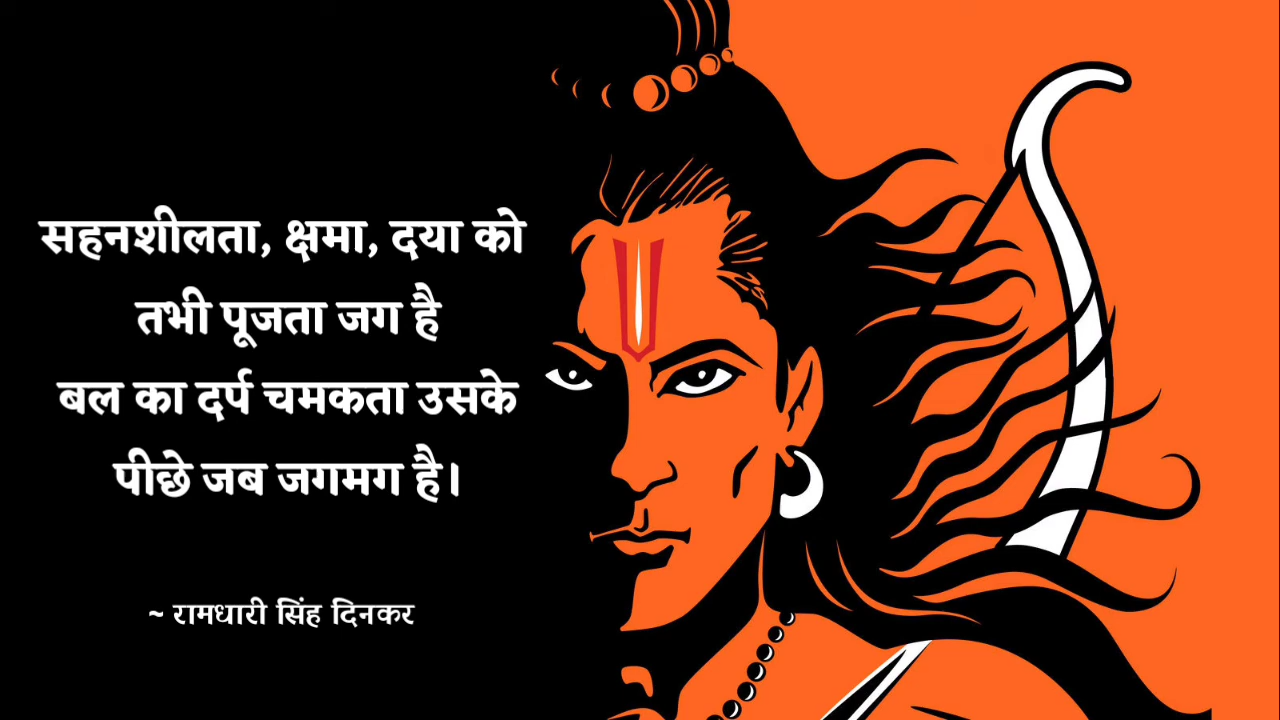 सहनशीलता, क्षमा, दया को
तभी पूजता जग है
बल का दर्प चमकता उसके
पीछे जब जगमग है।
~ रामधारी सिंह दिनकर